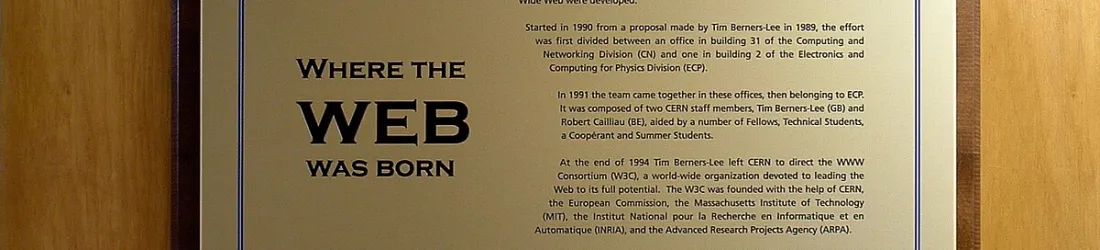 Wide Web were developed.
Started in 1990 from a proposal made by Tim Berners-Lee in 1989, the effort
was first divided between an office in building 31 of the Computing and
Networking Division (CN) and one in building 2 of the Electronics and
Computing for Physics Division (ECP).
In 1991 the team came together in these offices, then belonging to ECP.
It was composed of two CERN staff members, Tim Berners-Lee (GB) and
Robert Cailliau (BE), aided by a number of Fellows, Technical Students,
a Coopérant and Summer Students.
At the end of 1994 Tim Berners-Lee left CERN to direct the WWW
Consortium (W3C), a world-wide organization devoted to leading the
Web to its full potential. The W3C was founded with the help of CERN,
the European Commission, the Massachusetts Institute of Technology
(MIT), the Institut National pour la Recherche en Informatique et en
Automatique (INRIA), and the Advanced Research Projects Agency (ARPA).
WHERE THE
WEB
WAS BORN